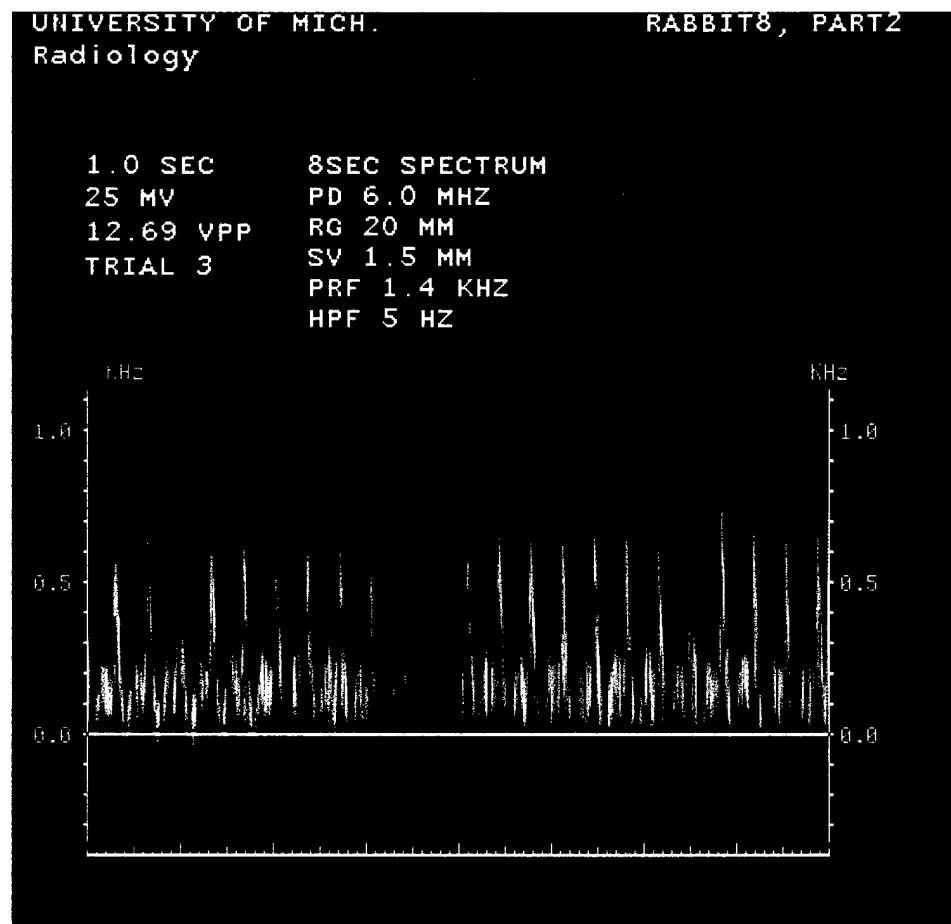 UNIVERSITY OF MICH. RABBIT8, PART2
Radiology
1.0 SEC 8SEC SPECTRUM
25 MV PD 6.0 MHZ
12.69 VPP RG 20 MM
TRIAL 3 SV 1.5 MM
PRF 1.4 KHZ
HPF 5 HZ
KHz KHz
1.0 1.0
0.5 0.5
0.0 0.0